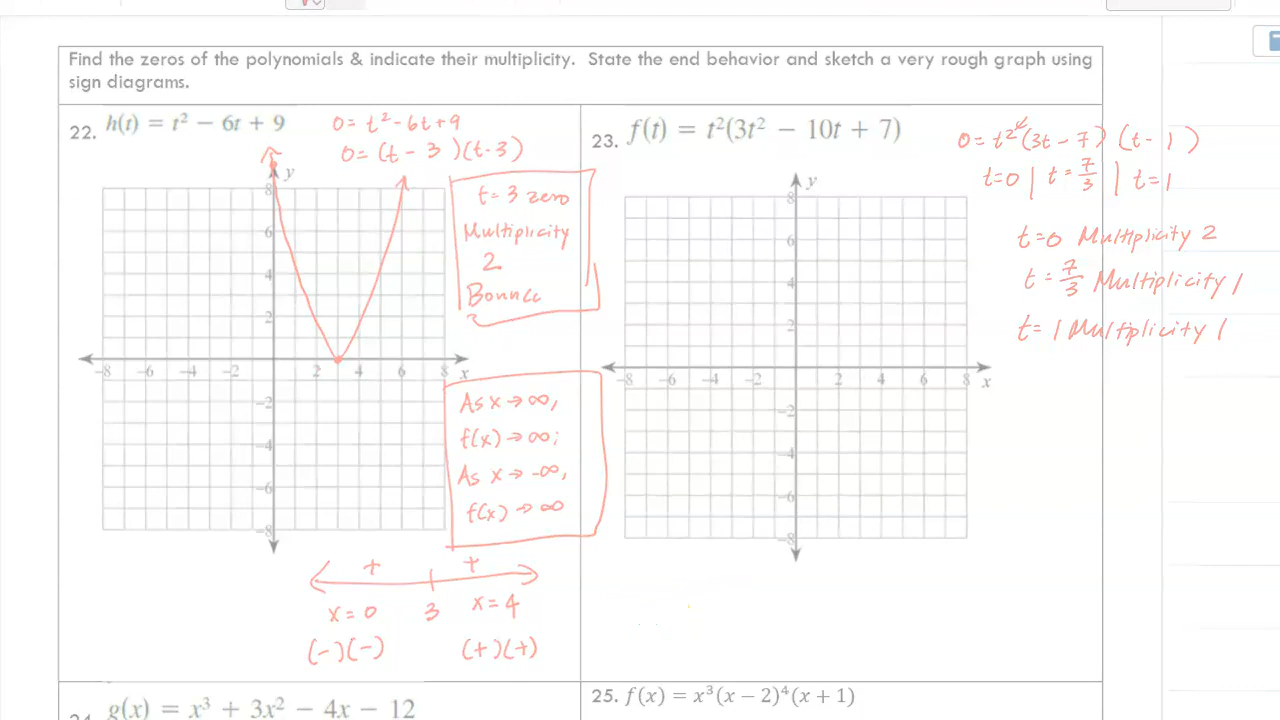 Find the zeros of the polynomials & indicate their multiplicity. State the end behavior and sketch a very rough graph using
sign diagrams.
22. h(t) = t² − 6t + 9
0 = t² - 6t + 9
0 = (t - 3)(t - 3)
t = 3 zero
Multiplicity
2
Bounce
y
8
6
4
2
-8 -6 -4 -2 2 4 6 8 x
-2
-4
-6
-8
As x → ∞,
f(x) → ∞;
As x → -∞,
f(x) → ∞
+ +
x = 0 3 x = 4
(-)(-) (+)(+)
23. f(t) = t²(3t² − 10t + 7)
0 = t²(3t - 7)(t - 1)
t = 0 | t = 7/3 | t = 1
t = 0 Multiplicity 2
t = 7/3 Multiplicity 1
t = 1 Multiplicity 1
y
8
6
4
2
-8 -6 -4 -2 2 4 6 8 x
-2
-4
-6
-8
24. g(x) = x³ + 3x² − 4x − 12
25. f(x) = x³(x − 2)⁴(x + 1)